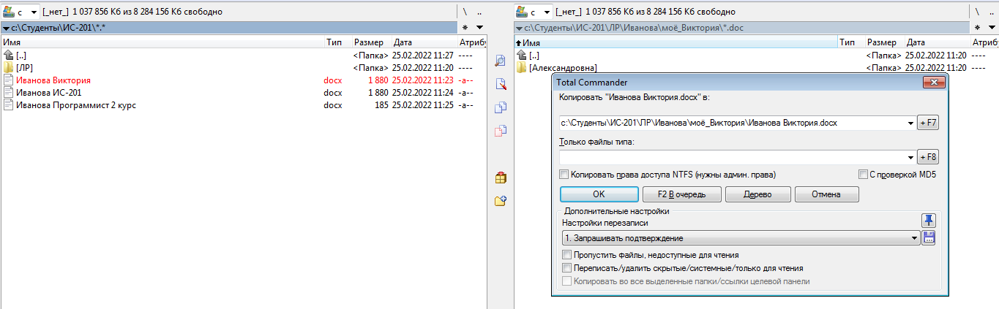 c [_нет_] 1 037 856 Кб из 8 284 156 Кб свободно \ ..
c:\Студенты\ИС-201\*.* *
Имя Тип Размер Дата Атрибу
[..] <Папка> 25.02.2022 11:27 ----
[ЛР] <Папка> 25.02.2022 11:20 ----
Иванова Виктория docx 1 880 25.02.2022 11:23 -a--
Иванова ИС-201 docx 1 880 25.02.2022 11:24 -a--
Иванова Программист 2 курс docx 185 25.02.2022 11:25 -a--
c [_нет_] 1 037 856 Кб из 8 284 156 Кб свободно \ ..
c:\Студенты\ИС-201\ЛР\Иванова\моё_Виктория\*.doc *
Имя Тип Размер Дата Атрибу
[..] <Папка> 25.02.2022 11:20 ----
[Александровна] <Папка> 25.02.2022 11:20 ----
Total Commander
Копировать "Иванова Виктория.docx" в:
c:\Студенты\ИС-201\ЛР\Иванова\моё_Виктория\Иванова Виктория.docx + F7
Только файлы типа:
+ F8
Копировать права доступа NTFS (нужны админ. права) С проверкой MD5
OK F2 В очередь Дерево Отмена
Дополнительные настройки
Настройки перезаписи
1. Запрашивать подтверждение
Пропустить файлы, недоступные для чтения
Переписать/удалить скрытые/системные/только для чтения
Копировать во все выделенные папки/ссылки целевой панели